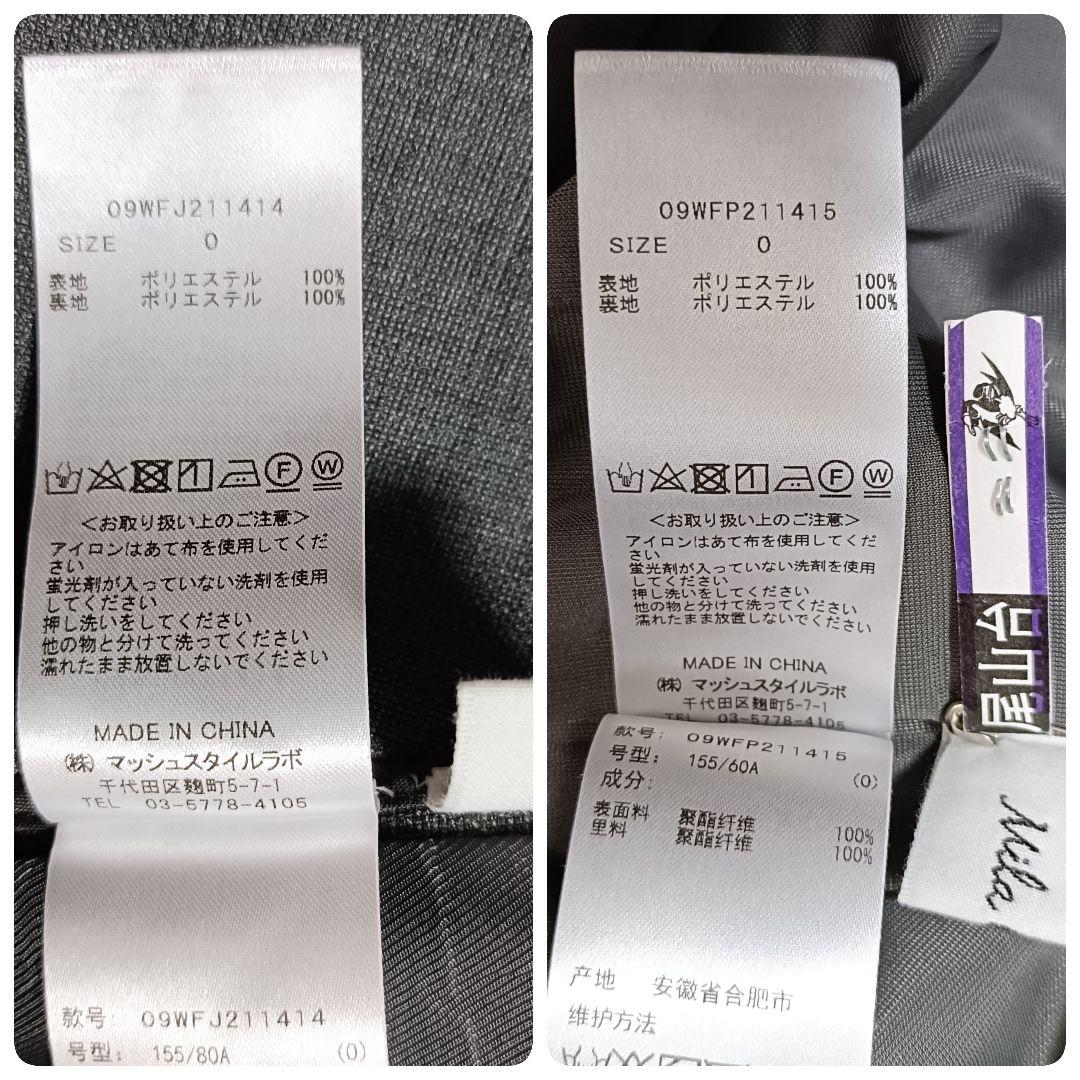 09WFJ211414
SIZE 0
表地 ポリエステル 100%
裏地 ポリエステル 100%
<お取り扱い上のご注意>
アイロンはあて布を使用してくだ
さい
蛍光剤が入っていない洗剤を使用
してください
押し洗いをしてください
他の物と分けて洗ってください
濡れたまま放置しないでください
MADE IN CHINA
(株) マッシュスタイルラボ
千代田区麹町5-7-1
TEL 03-5778-4105
款号: 09WFJ211414
号型: 155/80A (0)
09WFP211415
SIZE 0
表地 ポリエステル 100%
裏地 ポリエステル 100%
<お取り扱い上のご注意>
アイロンはあて布を使用してくだ
さい
蛍光剤が入っていない洗剤を使用
してください
押し洗いをしてください
他の物と分けて洗ってください
濡れたまま放置しないでください
MADE IN CHINA
(株) マッシュスタイルラボ
千代田区麹町5-7-1
TEL 03-5778-4105
款号: 09WFP211415
号型: 155/60A (0)
成分:
表面料 聚酯纤维 100%
里料 聚酯纤维 100%
产地 安徽省合肥市
维护方法
Mila